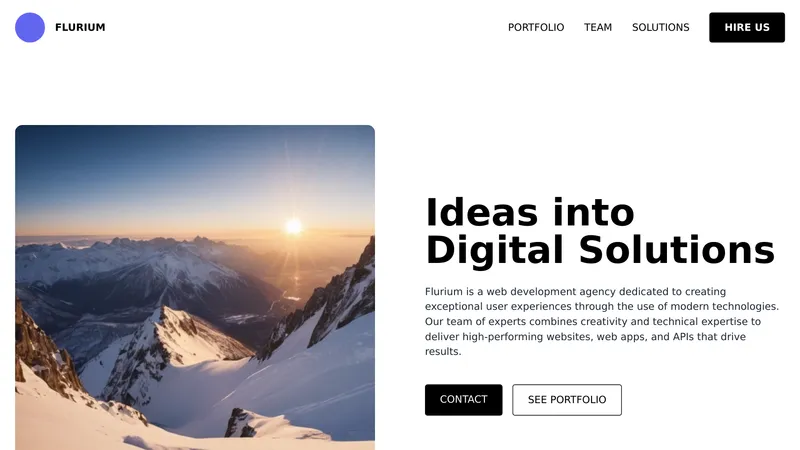 FLURIUM
PORTFOLIO
TEAM
SOLUTIONS
HIRE US
Ideas into
Digital Solutions
Flurium is a web development agency dedicated to creating
exceptional user experiences through the use of modern technologies.
Our team of experts combines creativity and technical expertise to
deliver high-performing websites, web apps, and APIs that drive
results.
CONTACT
SEE PORTFOLIO